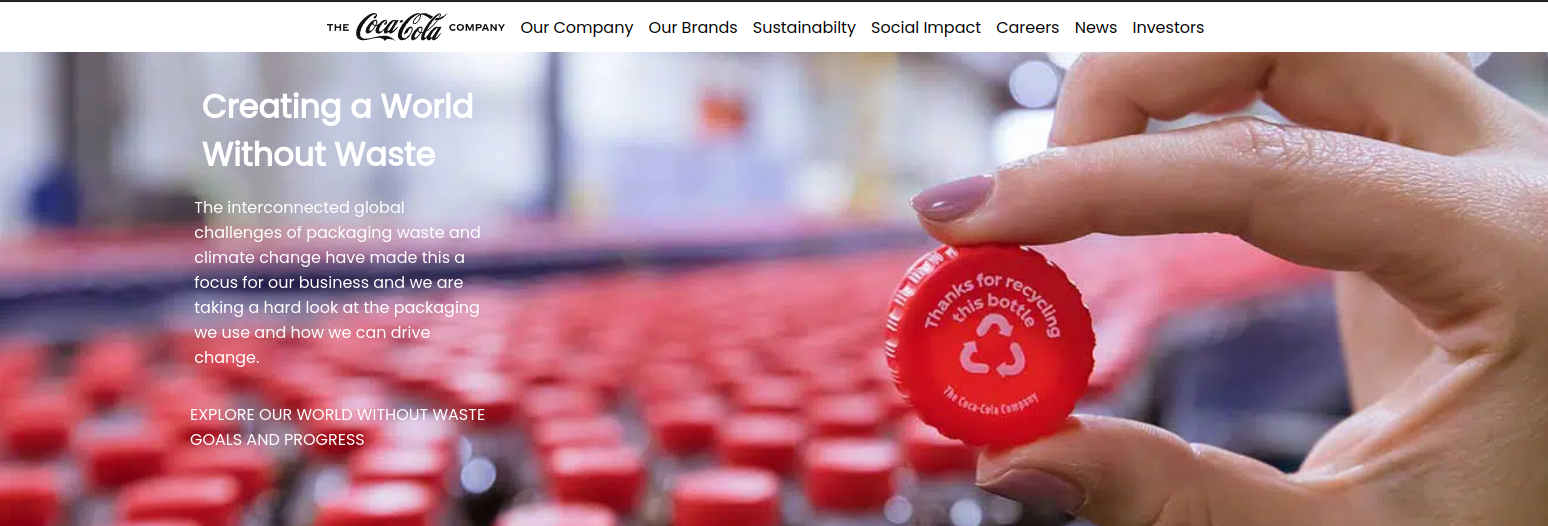 THE Coca-Cola COMPANY Our Company Our Brands Sustainabilty Social Impact Careers News Investors
Creating a World
Without Waste
The interconnected global
challenges of packaging waste and
climate change have made this a
focus for our business and we are
taking a hard look at the packaging
we use and how we can drive
change.
EXPLORE OUR WORLD WITHOUT WASTE
GOALS AND PROGRESS
Thanks for recycling
this bottle
The Coca-Cola Company